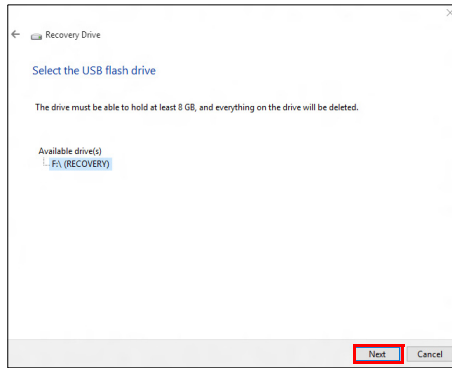 Recovery Drive
Select the USB flash drive
The drive must be able to hold at least 8 GB, and everything on the drive will be deleted.
Available drive(s)
F:\ (RECOVERY)
Next Cancel